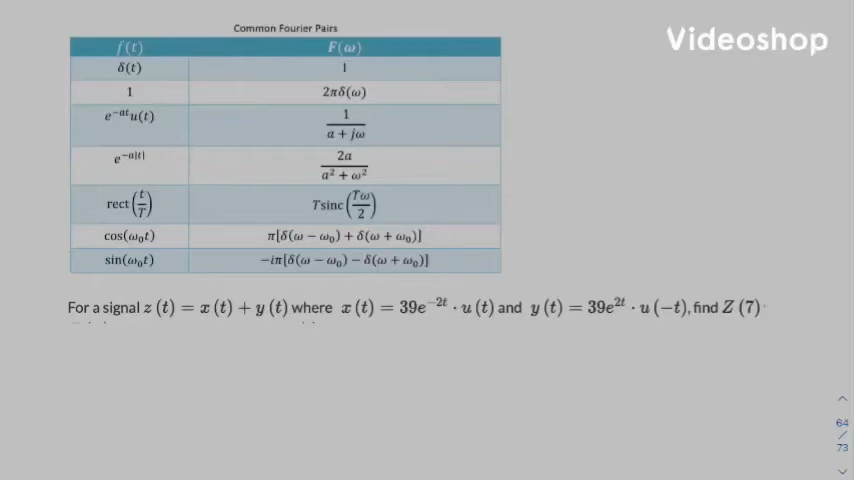 Common Fourier Pairs
Videoshop
f(t) F(ω)
δ(t) 1
1 2πδ(ω)
e^{-at}u(t) 1/(a + jω)
e^{-a|t|} 2a/(a² + ω²)
rect(t/T) Tsinc(Tω/2)
cos(ω₀t) π[δ(ω − ω₀) + δ(ω + ω₀)]
sin(ω₀t) −iπ[δ(ω − ω₀) − δ(ω + ω₀)]
For a signal z (t) = x (t) + y (t) where x (t) = 39e^{−2t} · u (t) and y (t) = 39e^{2t} · u (−t), find Z (7)
64
/
73